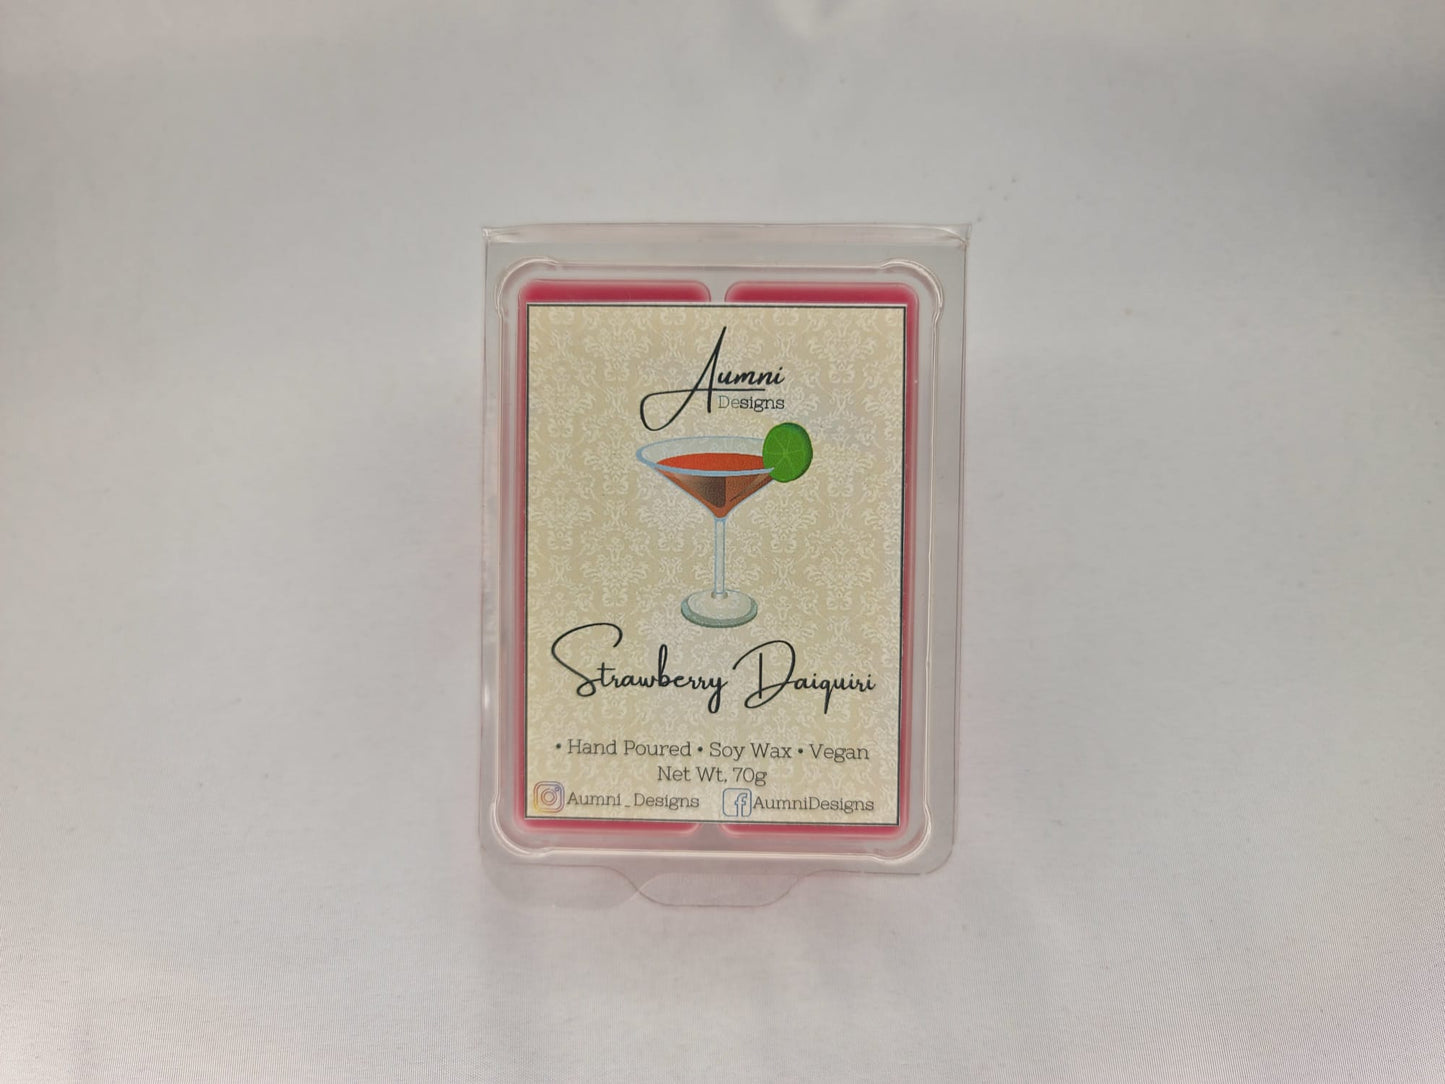 Aumni
Designs
Strawberry Daiquiri
• Hand Poured • Soy Wax • Vegan
Net Wt. 70g
Aumni_Designs AumniDesigns